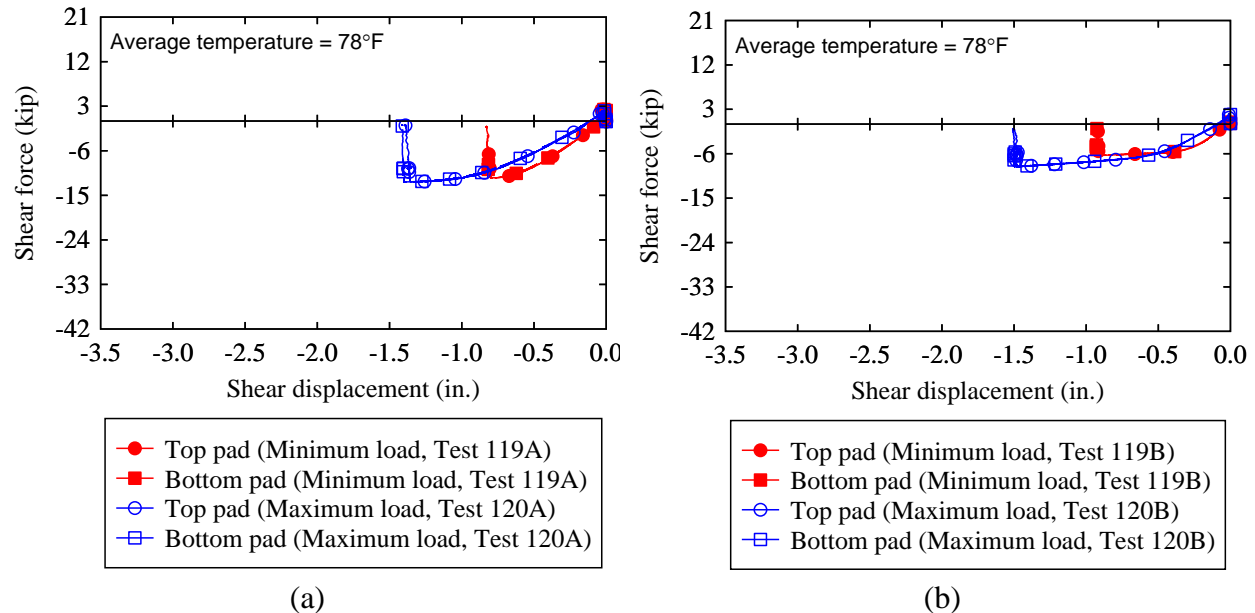 Average temperature = 78°F
Shear force (kip)
21
12
3
-6
-15
-24
-33
-42
-3.5 -3.0 -2.5 -2.0 -1.5 -1.0 -0.5 0.0
Shear displacement (in.)
Top pad (Minimum load, Test 119A)
Bottom pad (Minimum load, Test 119A)
Top pad (Maximum load, Test 120A)
Bottom pad (Maximum load, Test 120A)
(a)
Average temperature = 78°F
Shear force (kip)
21
12
3
-6
-15
-24
-33
-42
-3.5 -3.0 -2.5 -2.0 -1.5 -1.0 -0.5 0.0
Shear displacement (in.)
Top pad (Minimum load, Test 119B)
Bottom pad (Minimum load, Test 119B)
Top pad (Maximum load, Test 120B)
Bottom pad (Maximum load, Test 120B)
(b)